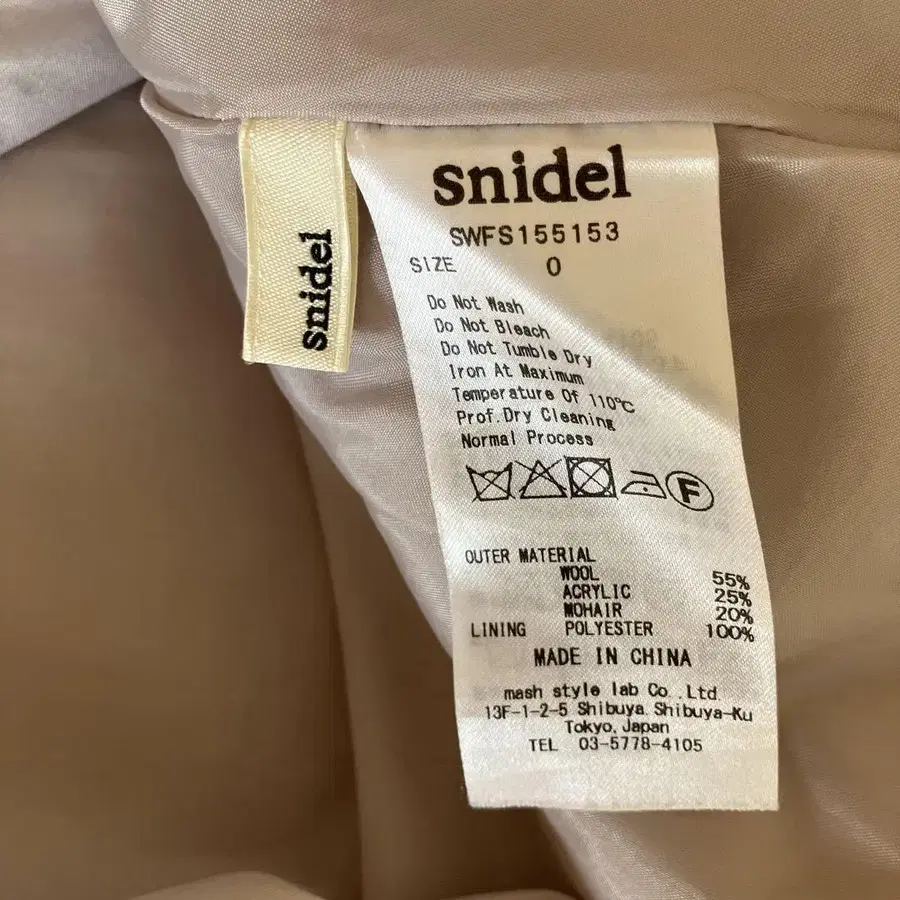 snidel
snidel
SWFS155153
SIZE 0
Do Not Wash
Do Not Bleach
Do Not Tumble Dry
Iron At Maximum
Temperature Of 110℃
Prof.Dry Cleaning
Normal Process
F
OUTER MATERIAL
WOOL 55%
ACRYLIC 25%
MOHAIR 20%
LINING POLYESTER 100%
MADE IN CHINA
mash style lab Co.,Ltd.
13F-1-2-5 Shibuya.Shibuya-Ku
Tokyo,Japan
TEL 03-5778-4105